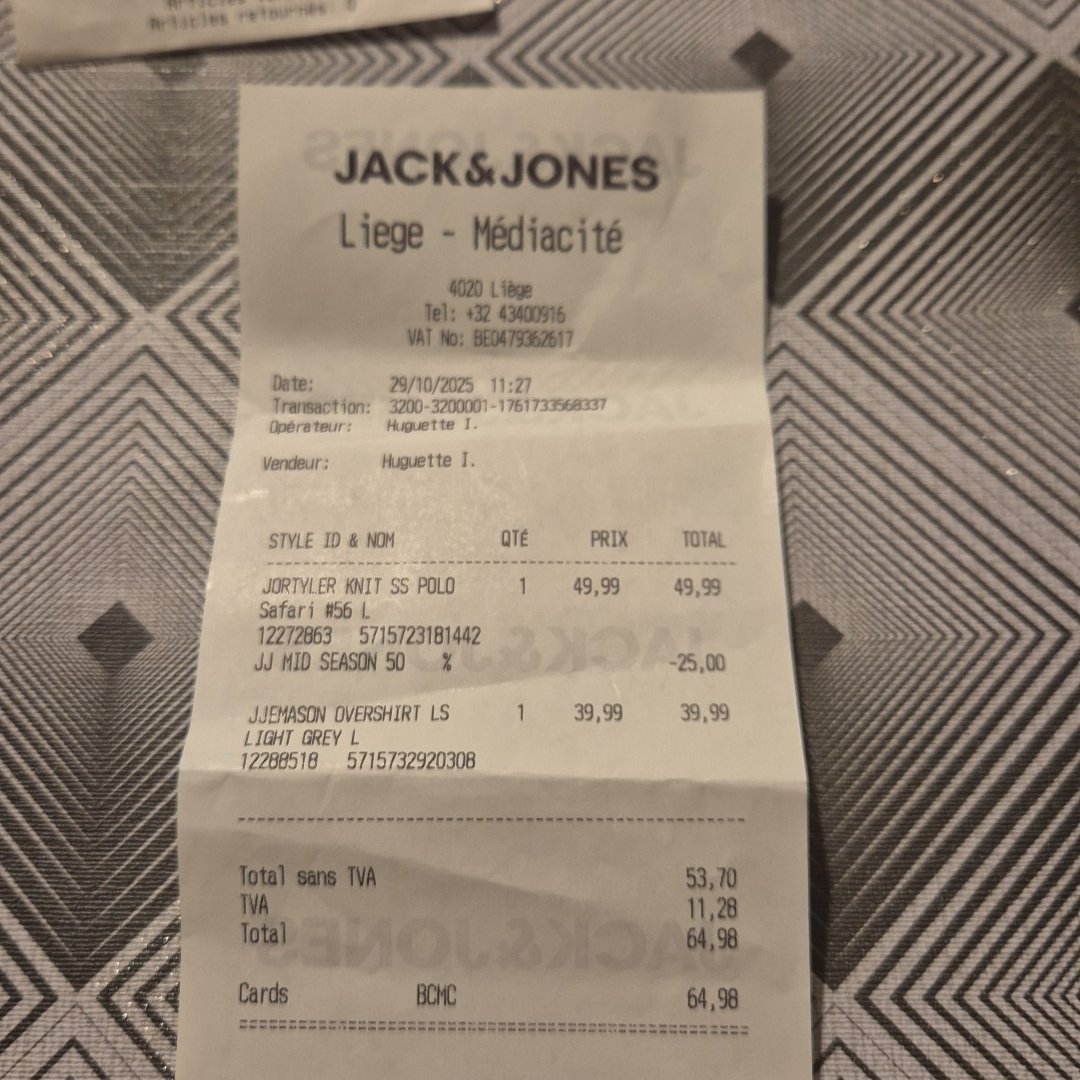 Articles retournés: 0
JACK&JONES
Liege - Médiacité
4020 Liège
Tel: +32 43400916
VAT No: BE0479362617
Date: 29/10/2025 11:27
Transaction: 3200-3200001-1761733568337
Opérateur: Huguette I.
Vendeur: Huguette I.
STYLE ID & NOM QTÉ PRIX TOTAL
JORTYLER KNIT SS POLO 1 49,99 49,99
Safari #56 L
12272863 5715723181442
JJ MID SEASON 50 % -25,00
JJEMASON OVERSHIRT LS 1 39,99 39,99
LIGHT GREY L
12288518 5715732920308
Total sans TVA 53,70
TVA 11,28
Total 64,98
Cards BCMC 64,98